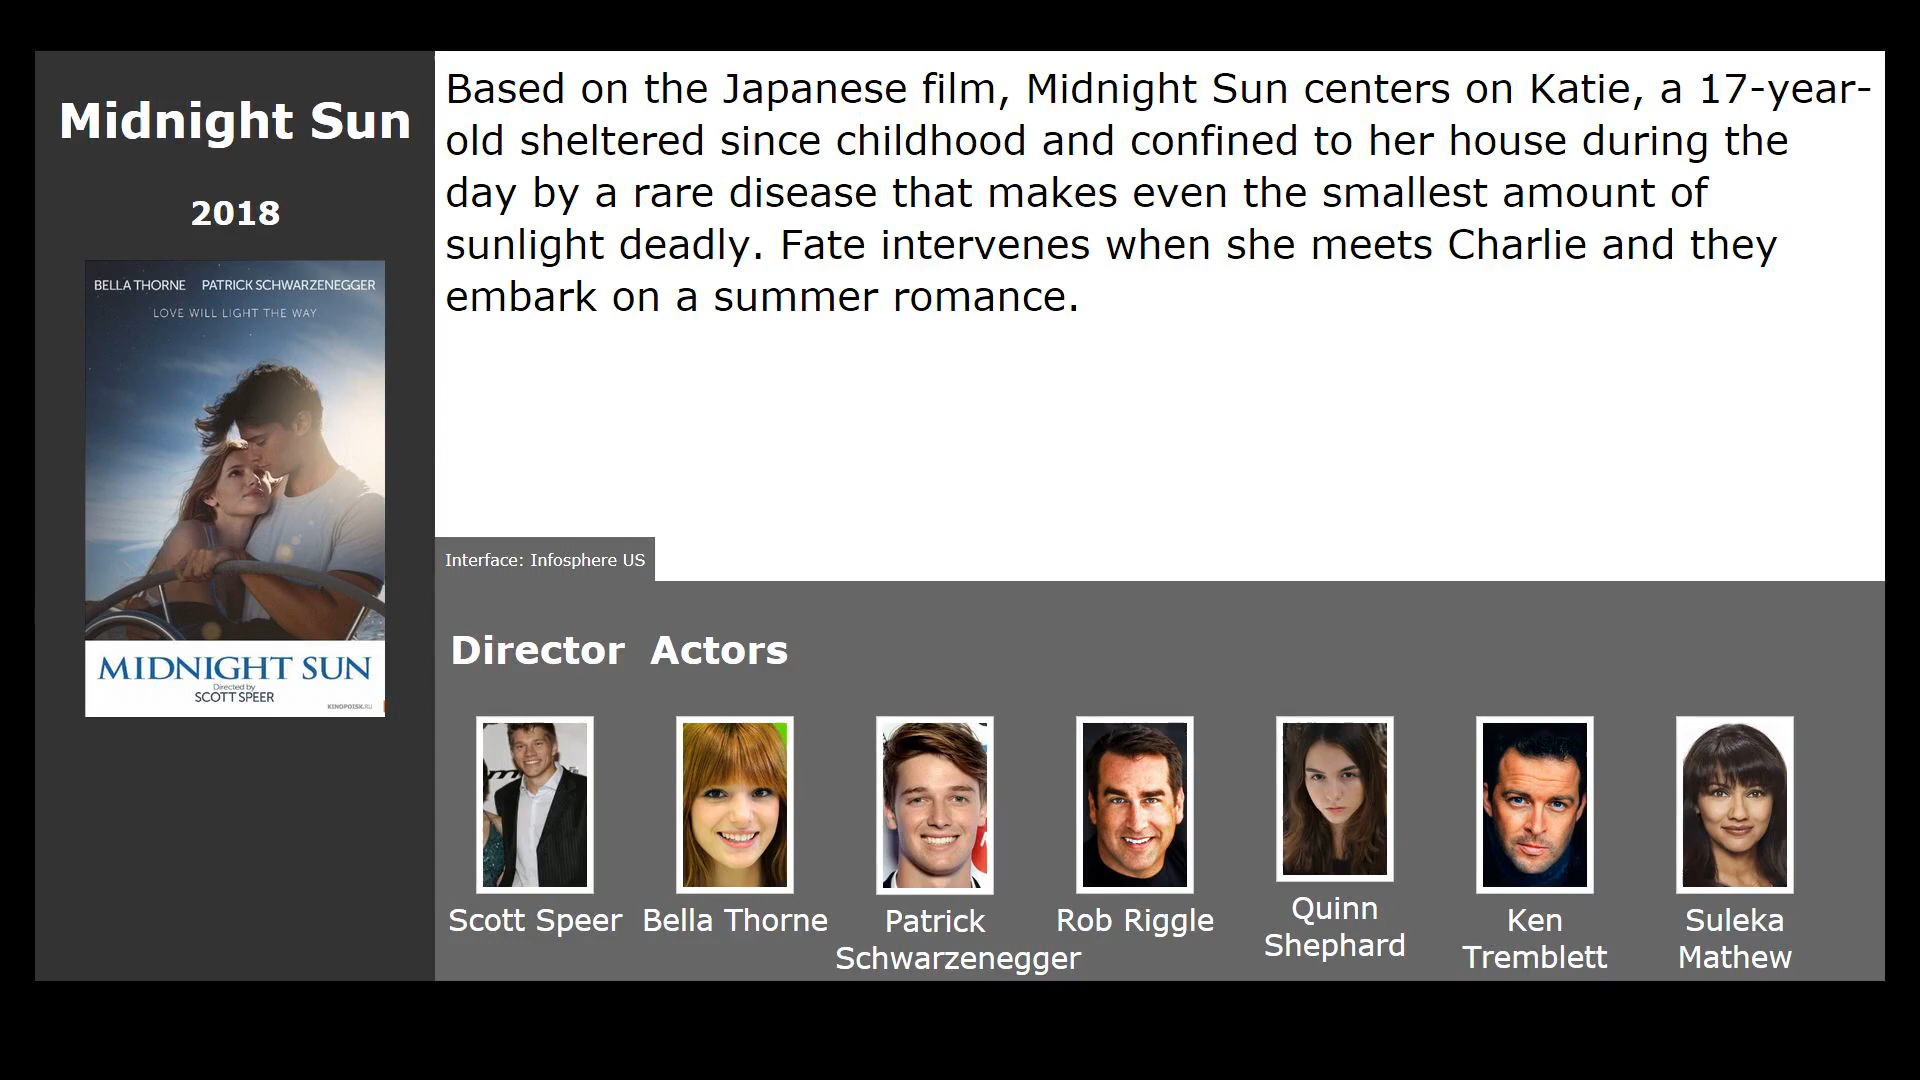 Midnight Sun
2018
BELLA THORNE PATRICK SCHWARZENEGGER
LOVE WILL LIGHT THE WAY
MIDNIGHT SUN
Directed by
SCOTT SPEER
KINOPOISK.RU
Based on the Japanese film, Midnight Sun centers on Katie, a 17-year-
old sheltered since childhood and confined to her house during the
day by a rare disease that makes even the smallest amount of
sunlight deadly. Fate intervenes when she meets Charlie and they
embark on a summer romance.
Interface: Infosphere US
Director Actors
Scott Speer
Bella Thorne
Patrick
Schwarzenegger
Rob Riggle
Quinn
Shephard
Ken
Tremblett
Suleka
Mathew